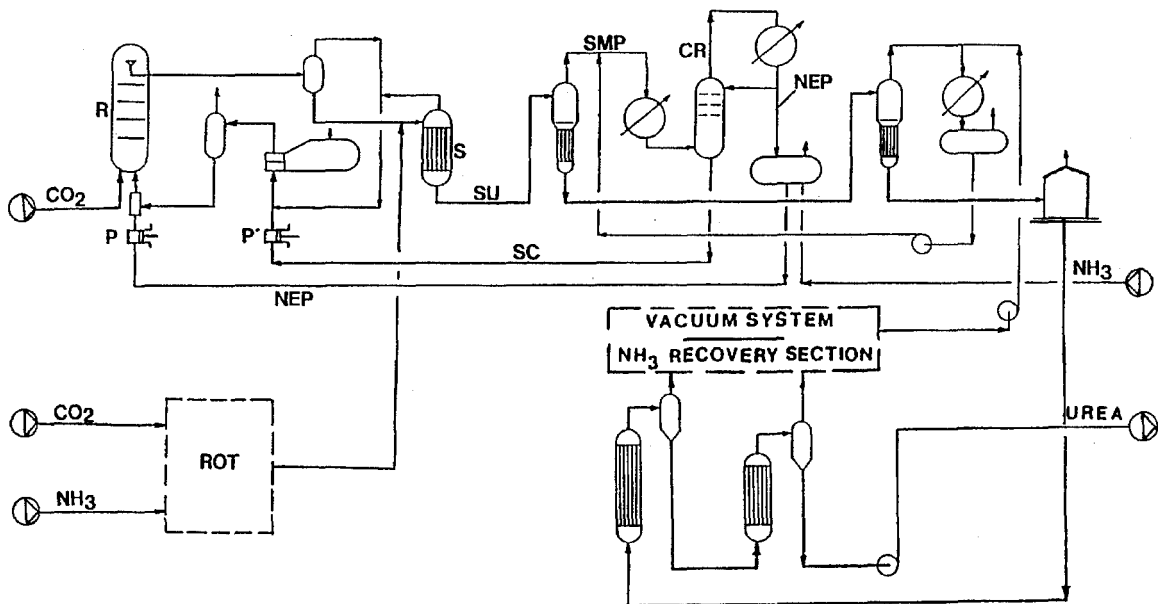 SMP
CR
NEP
R
S
CO2
SU
P
P'
SC
NH3
NEP
VACUUM SYSTEM
NH3 RECOVERY SECTION
CO2
UREA
ROT
NH3